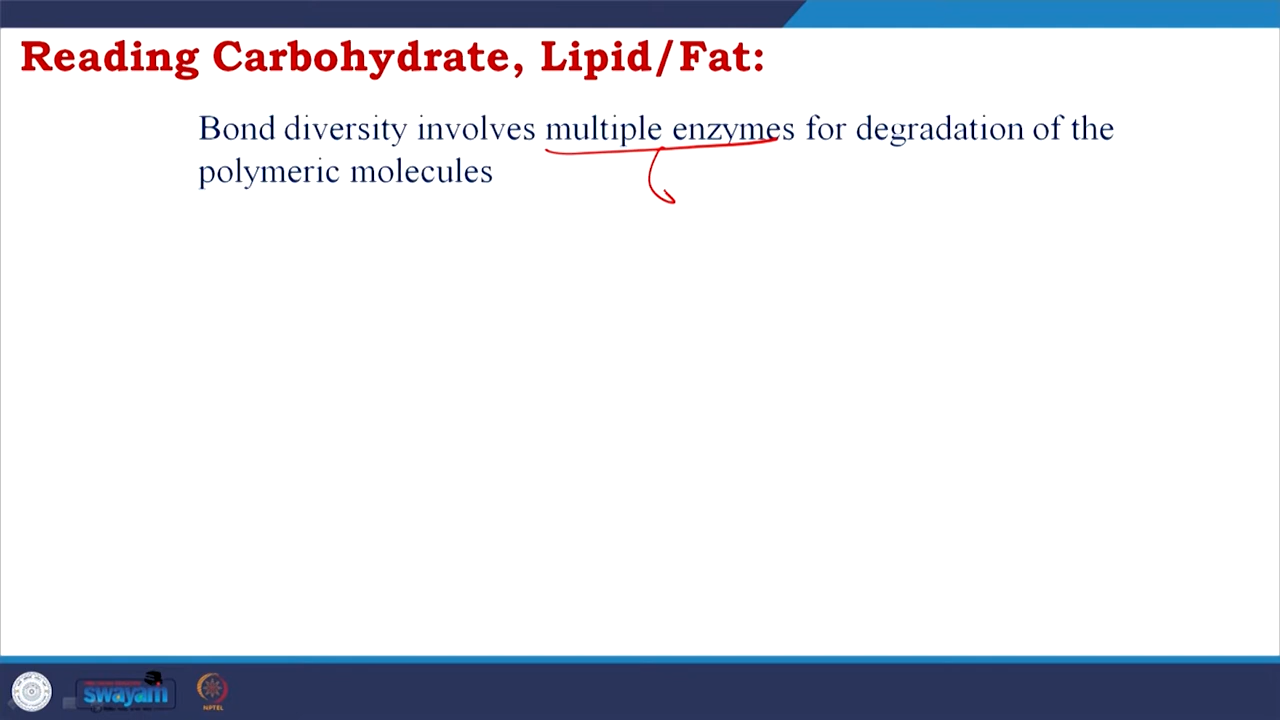 Reading Carbohydrate, Lipid/Fat:
Bond diversity involves multiple enzymes for degradation of the
polymeric molecules
swayam
NPTEL